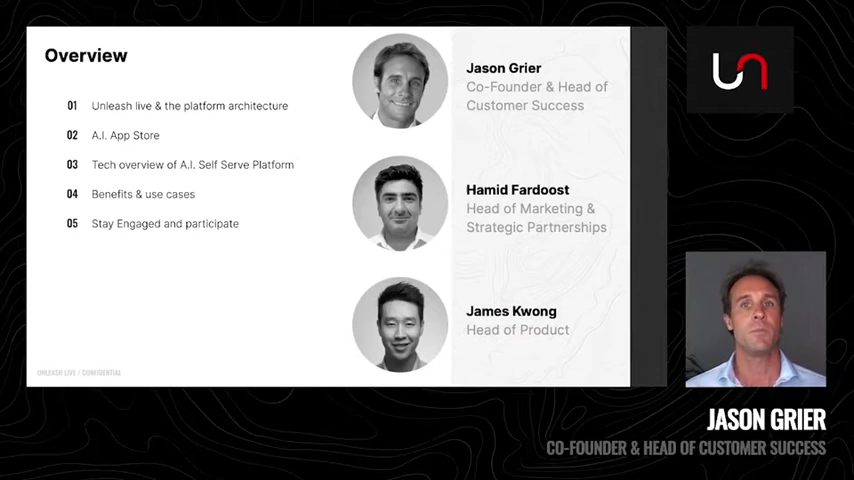 Overview
01 Unleash live & the platform architecture
02 A.I. App Store
03 Tech overview of A.I. Self Serve Platform
04 Benefits & use cases
05 Stay Engaged and participate
Jason Grier
Co-Founder & Head of
Customer Success
Hamid Fardoost
Head of Marketing &
Strategic Partnerships
James Kwong
Head of Product
UNLEASH LIVE / CONFIDENTIAL
un
JASON GRIER
CO-FOUNDER & HEAD OF CUSTOMER SUCCESS